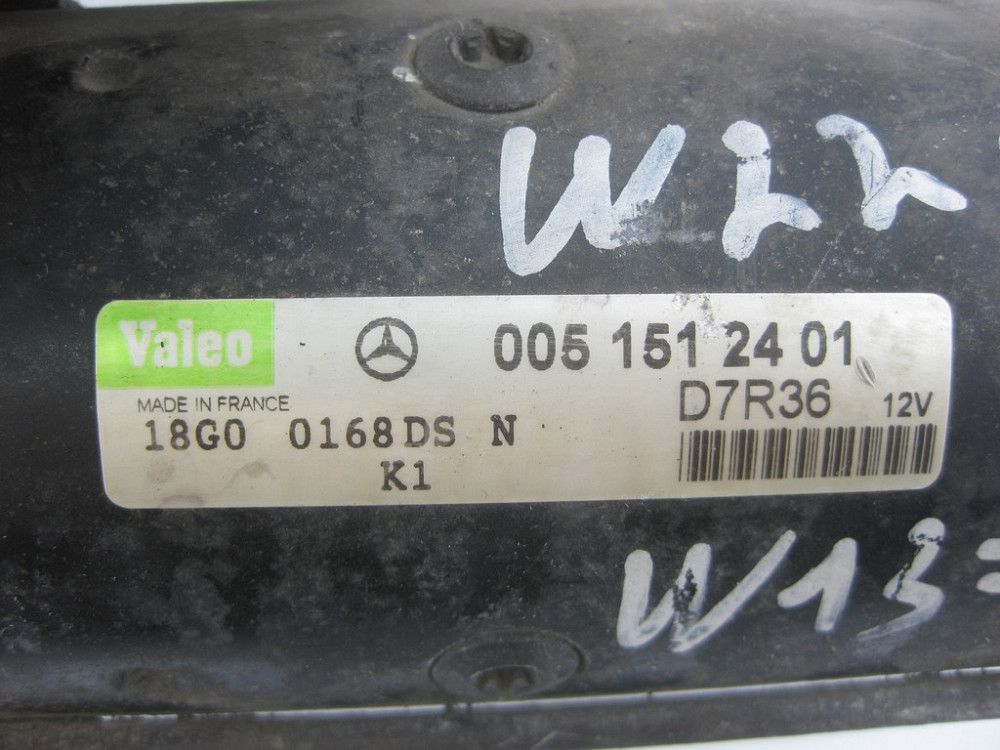 W22
Valeo 005 151 24 01
MADE IN FRANCE D7R36 12V
18G0 0168DS N
K1
W13